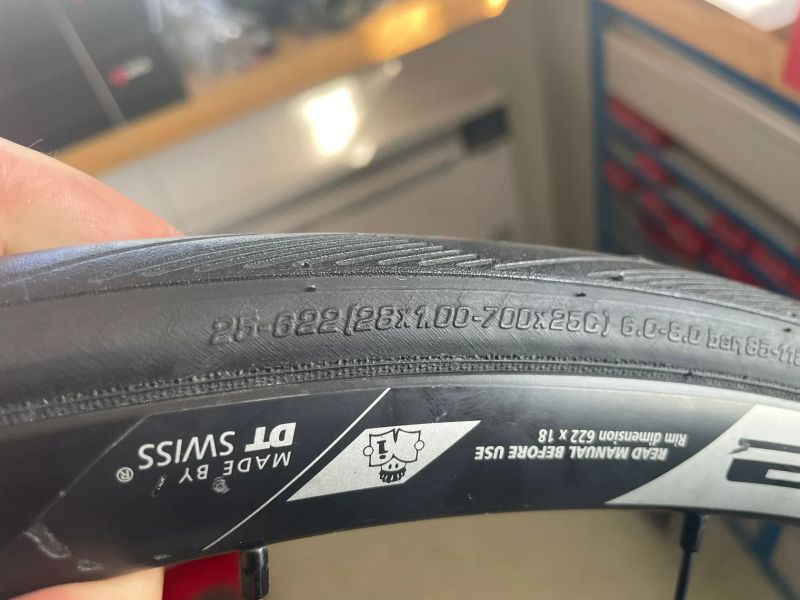 25-622 (28x1.00-700x25C) 6.0-8.0 bar 85-11
MADE BY
DT SWISS®
i
READ MANUAL BEFORE USE
Rim dimension 622 x 18